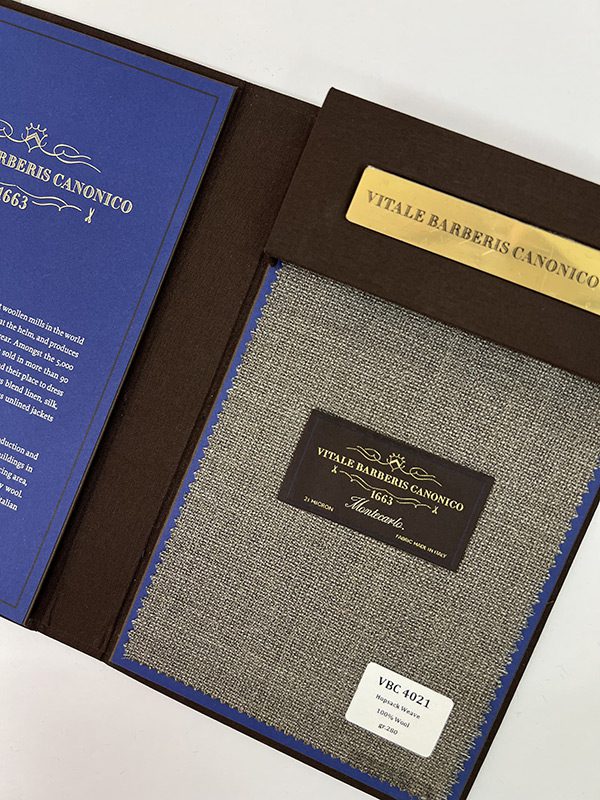 RBERIS CANONICO
1663
woollen mills in the world
at the helm, and produces
ear. Amongst the 5,000
sold in more than 90
nd their place to dress
s blend linen, silk,
s unlined jackets
duction and
uildings in
cing area,
wool.
talian
VITALE BARBERIS CANONICO
VITALE BARBERIS CANONICO
1663
21 MICRON
Montecarlo.
FABRIC MADE IN ITALY
VBC 4021
Hopsack Weave
100% Wool
gr.280